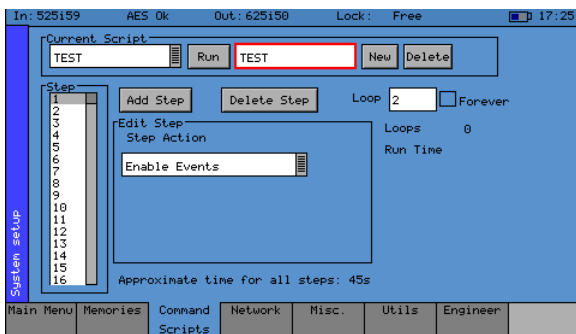 In: 525i59 AES Ok Out: 625i50 Lock: Free 17:25
Current Script
TEST Run TEST New Delete
Step
1
2
3
4
5
6
7
8
9
10
11
12
13
14
15
16
Add Step Delete Step Loop 2 Forever
Edit Step
Step Action
Enable Events
Loops 0
Run Time
Approximate time for all steps: 45s
System setup
Main Menu Memories Command Scripts Network Misc. Utils Engineer